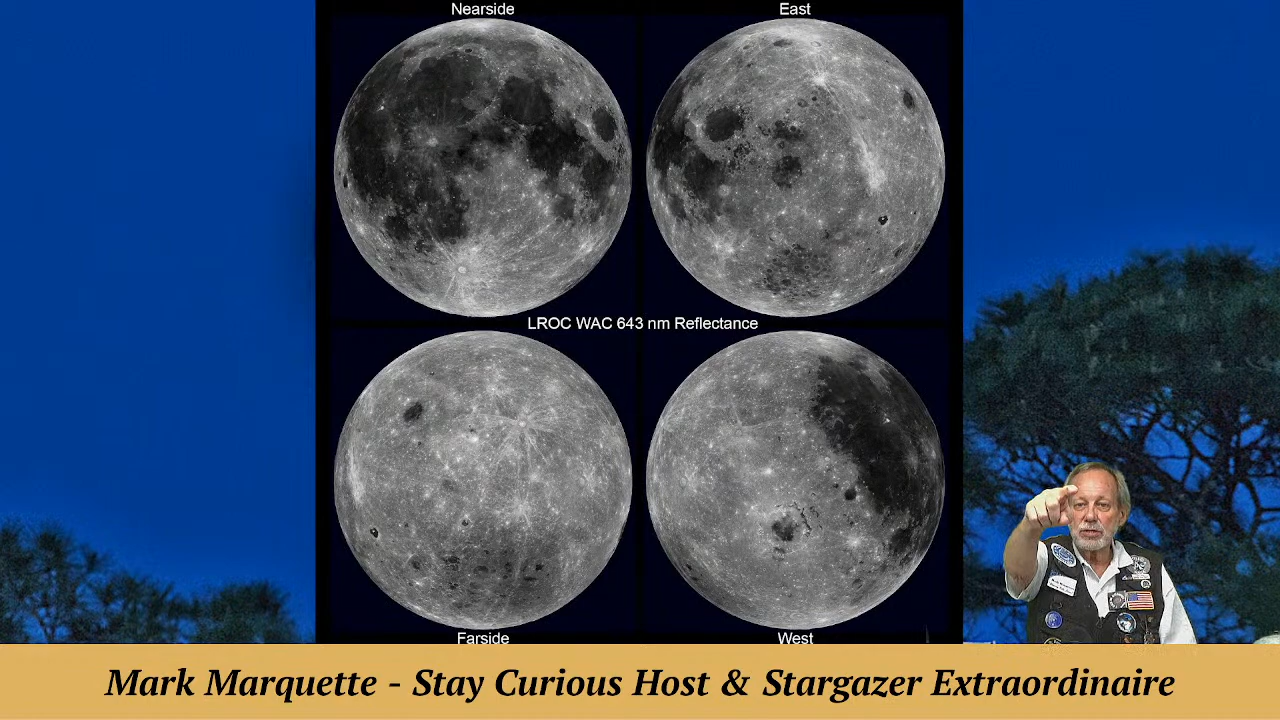 Nearside
East
LROC WAC 643 nm Reflectance
Farside
West
Mark Marquette - Stay Curious Host & Stargazer Extraordinaire